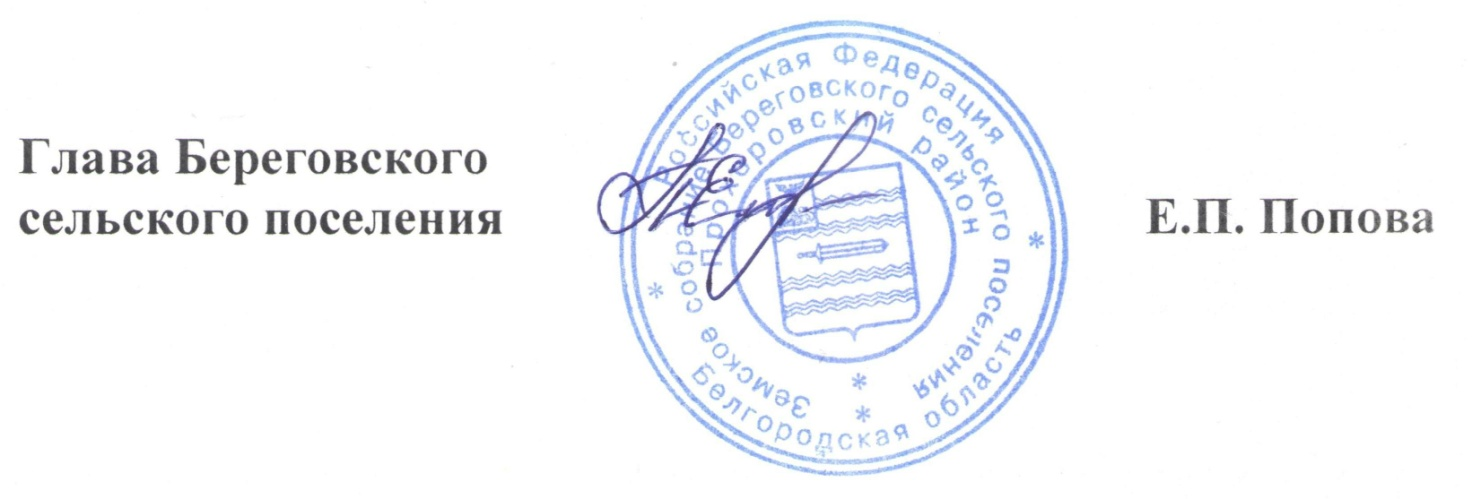 Глава Береговского
сельского поселения
Е.П. Попова
Российская Федерация
Белгородская область
Земское собрание Береговского сельского поселения
Прохоровский район